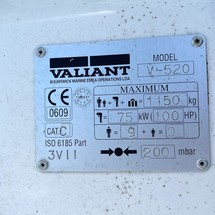 VALIANT
BRUNSWICK MARINE EMEA OPERATIONS LDA.
MODEL
V-520
MAXIMUM
CE
0609
+ + = 1150 kg
= 75 kW (100 HP)
CAT C
= 9 + = 0
ISO 6185 Part
3VII
200 mbar